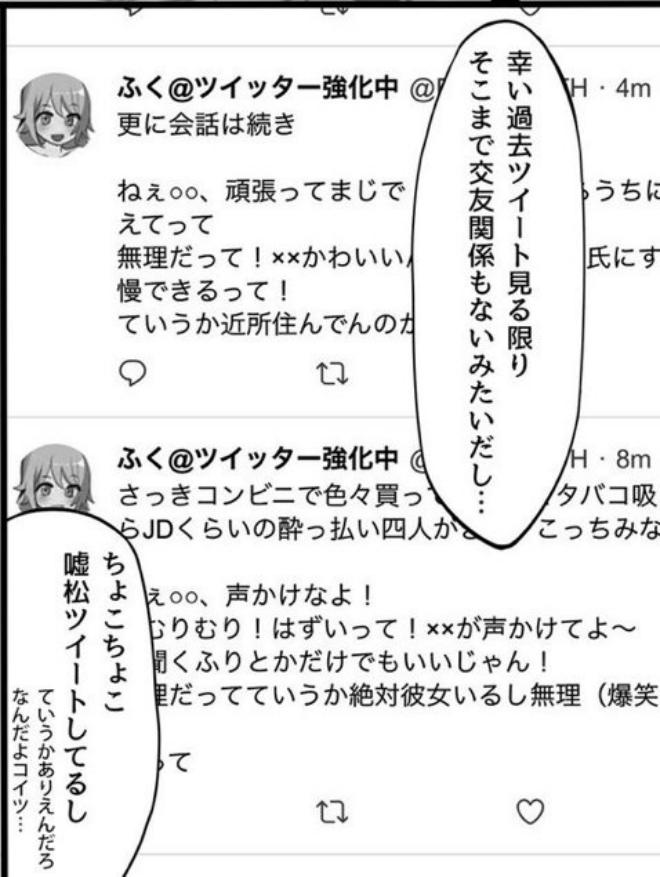 幸い過去ツイート見る限り
そこまで交友関係もないみたいだし…
ふく@ツイッター強化中
H・4m
更に会話は続き
ねぇ○○、頑張ってまじで
うちに
えてって
無理だって！××かわいい
氏にす
慢できるって！
ていうか近所住んでんの
ふく@ツイッター強化中
H・8m
さっきコンビニで色々買っ
タバコ吸
らJDくらいの酔っ払い四人か
こっちみな
ちょこちょこ
嘘松ツイートしてるし
ていうかありえんだろ
なんだよコイツ…
ぇ○○、声かけなよ！
むりむり！はずいって！××が声かけてよ〜
聞くふりとかだけでもいいじゃん！
理だってていうか絶対彼女いるし無理（爆笑
って